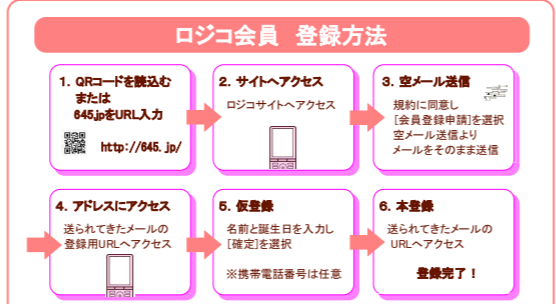 ロジコ会員 登録方法
1. QRコードを読込む
または
645.jpをURL入力
http://645.jp/
2. サイトへアクセス
ロジコサイトへアクセス
3. 空メール送信
規約に同意し
[会員登録申請]を選択
空メール送信より
メールをそのまま送信
4. アドレスにアクセス
送られてきたメールの
登録用URLへアクセス
5. 仮登録
名前と誕生日を入力し
[確定]を選択
※携帯電話番号は任意
6. 本登録
送られてきたメールの
URLへアクセス
登録完了！